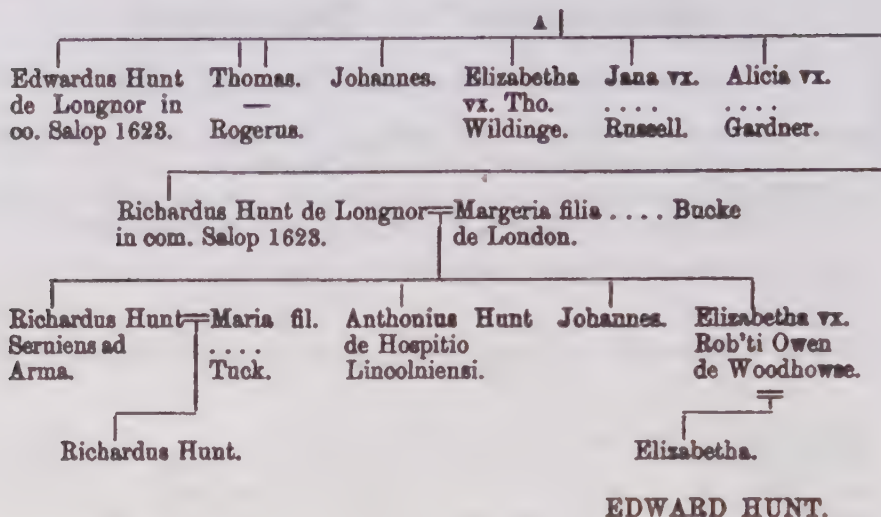 A
Edwardus Hunt Thomas. Johannes. Elizabetha Jana vx. Alicia vx.
de Longnor in — vx. Tho. . . . . . . . .
co. Salop 1623. Rogerus. Wildinge. Russell. Gardner.
Richardus Hunt de Longnor=Margeria filia . . . . Bucke
in com. Salop 1623. de London.
Richardus Hunt=Maria fil. Anthonius Hunt Johannes. Elizabetha vx.
Seruiens ad . . . . de Hospitio Rob'ti Owen
Arma. Tuck. Lincolniensi. de Woodhowse.
Richardus Hunt. Elizabetha.
EDWARD HUNT.